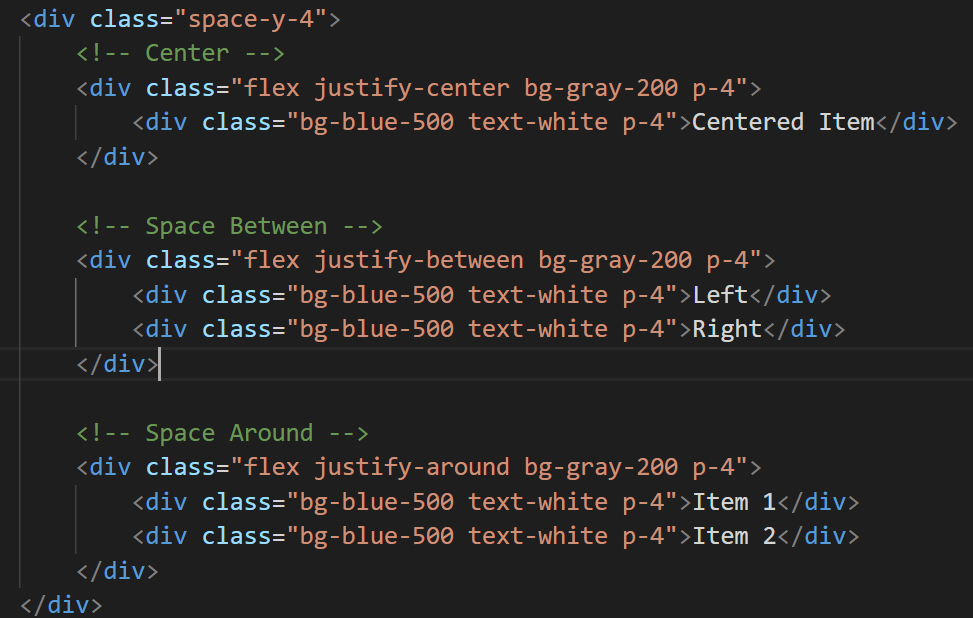 <div class="space-y-4">
    <!-- Center -->
    <div class="flex justify-center bg-gray-200 p-4">
        <div class="bg-blue-500 text-white p-4">Centered Item</div>
    </div>

    <!-- Space Between -->
    <div class="flex justify-between bg-gray-200 p-4">
        <div class="bg-blue-500 text-white p-4">Left</div>
        <div class="bg-blue-500 text-white p-4">Right</div>
    </div>

    <!-- Space Around -->
    <div class="flex justify-around bg-gray-200 p-4">
        <div class="bg-blue-500 text-white p-4">Item 1</div>
        <div class="bg-blue-500 text-white p-4">Item 2</div>
    </div>
</div>